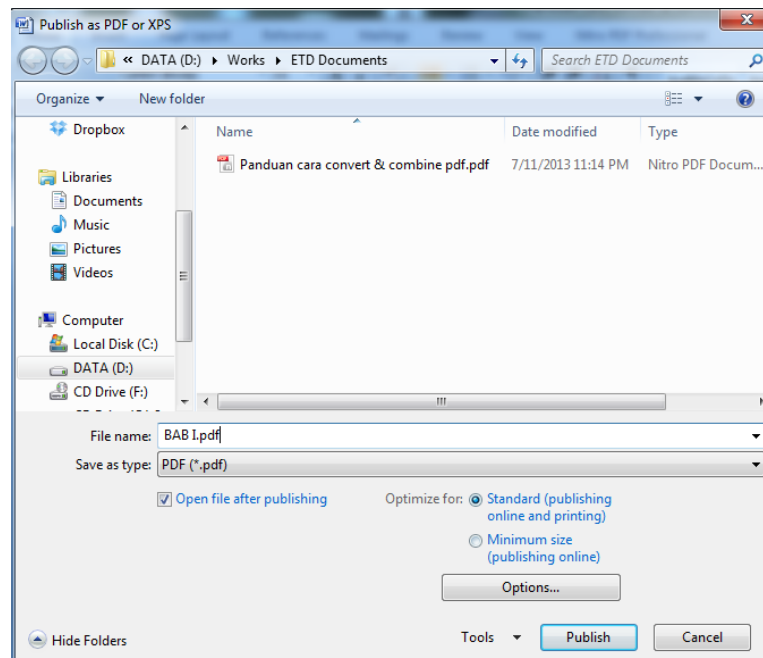 Publish as PDF or XPS
« DATA (D:) ▸ Works ▸ ETD Documents
Search ETD Documents
Organize
New folder
Dropbox
Libraries
Documents
Music
Pictures
Videos
Computer
Local Disk (C:)
DATA (D:)
CD Drive (F:)
Name
Date modified
Type
Panduan cara convert & combine pdf.pdf
7/11/2013 11:14 PM
Nitro PDF Docum...
File name: BAB I.pdf
Save as type: PDF (*.pdf)
Open file after publishing
Optimize for:
Standard (publishing
online and printing)
Minimum size
(publishing online)
Options...
Hide Folders
Tools
Publish
Cancel